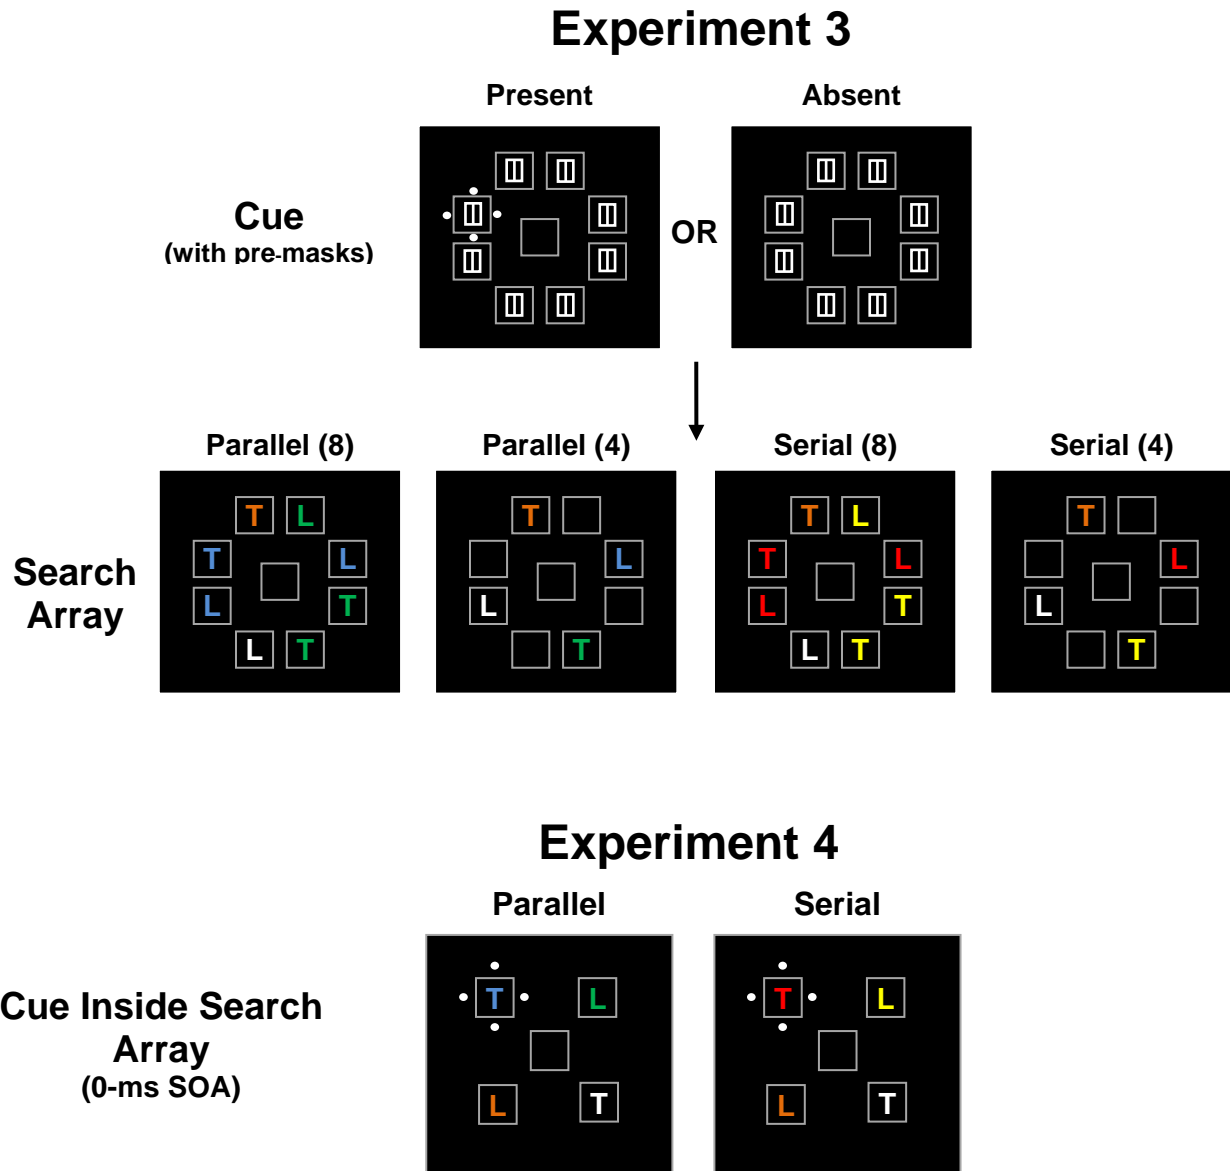 Experiment 3
Present Absent
Cue
(with pre-masks)
OR
Parallel (8) Parallel (4) Serial (8) Serial (4)
Search
Array
T L
T L
L T
L T
T
L
L
T
T L
T L
L T
L T
T
L
L
T
Experiment 4
Parallel Serial
Cue Inside Search
Array
(0-ms SOA)
T L
L T
T L
L T